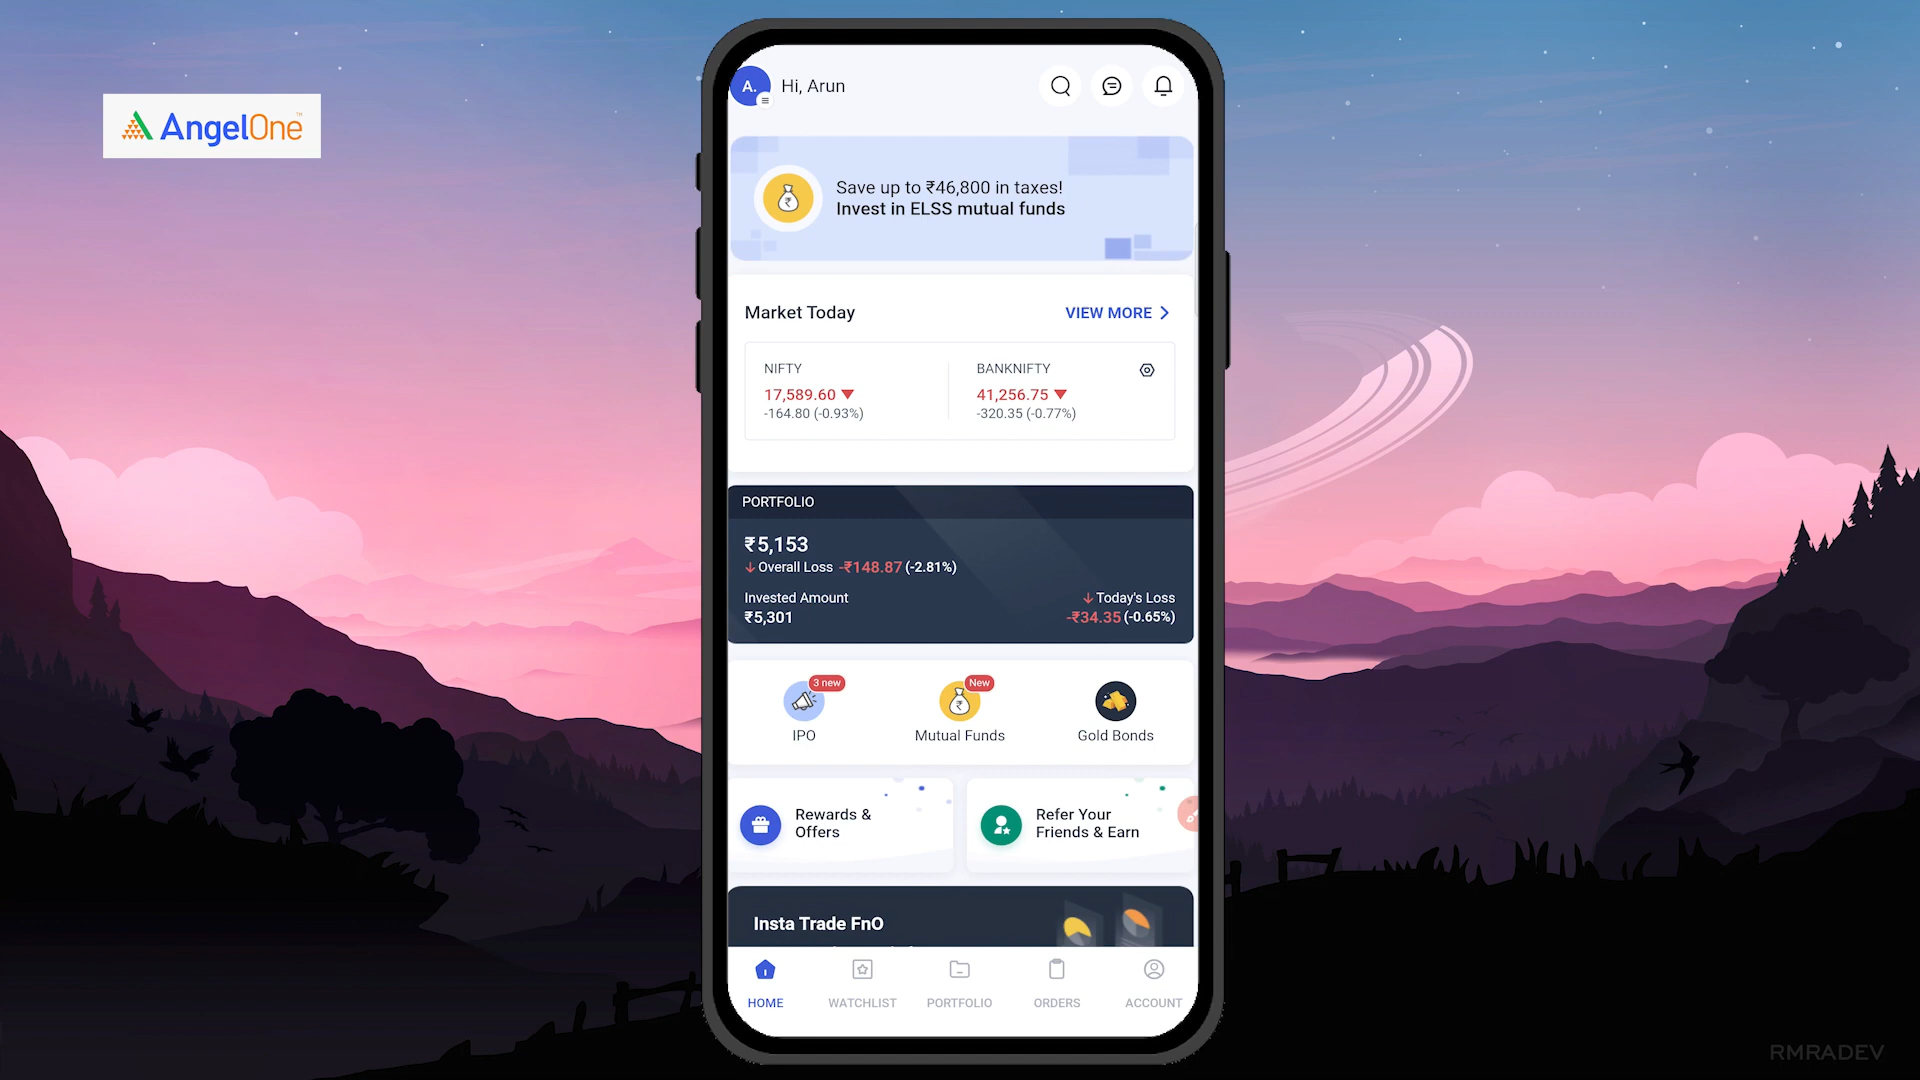 AngelOne™
A.
Hi, Arun
Save up to ₹46,800 in taxes!
Invest in ELSS mutual funds
Market Today
VIEW MORE
NIFTY
17,589.60
-164.80 (-0.93%)
BANKNIFTY
41,256.75
-320.35 (-0.77%)
PORTFOLIO
₹5,153
Overall Loss -₹148.87 (-2.81%)
Invested Amount
₹5,301
Today's Loss
-₹34.35 (-0.65%)
3 new
IPO
New
Mutual Funds
Gold Bonds
Rewards &
Offers
Refer Your
Friends & Earn
Insta Trade FnO
HOME
WATCHLIST
PORTFOLIO
ORDERS
ACCOUNT
RMRADEV